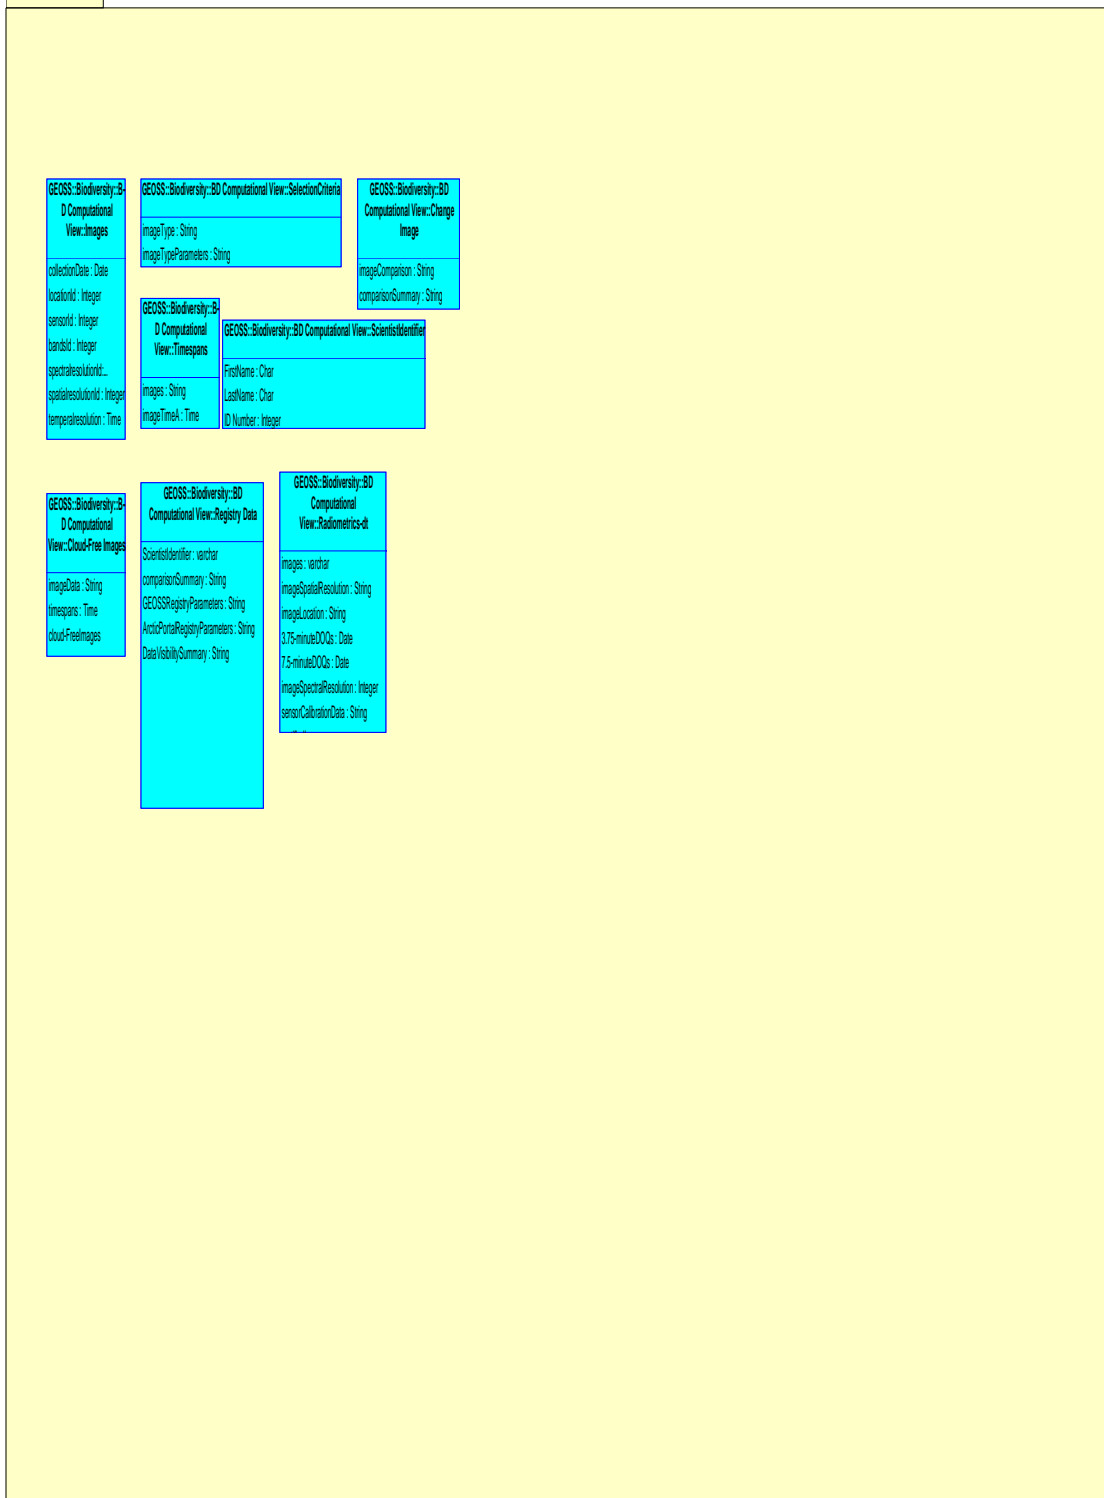 GEOSS::Biodiversity::B-
D Computational
View::Images
collectionDate : Date
locationId : Integer
sensorId : Integer
bandsId : Integer
spectralresolutionId:...
spatialresolutionId : Integer
temperalresolution : Time
GEOSS::Biodiversity::BD Computational View::SelectionCriteria
imageType : String
imageTypeParameters : String
GEOSS::Biodiversity::BD
Computational View::Change
Image
imageComparison : String
comparisonSummary : String
GEOSS::Biodiversity::B-
D Computational
View::Timespans
images : String
imageTimeA : Time
GEOSS::Biodiversity::BD Computational View::ScientistIdentifier
FirstName : Char
LastName : Char
ID Number : Integer
GEOSS::Biodiversity::B-
D Computational
View::Cloud-Free Images
imageData : String
timespans : Time
cloud-FreeImages
GEOSS::Biodiversity::BD
Computational View::Registry Data
ScientistIdentifier : varchar
comparisonSummary : String
GEOSSRegistryParameters : String
ArcticPortalRegistryParameters : String
DataVisibilitySummary : String
GEOSS::Biodiversity::BD
Computational
View::Radiometrics-dt
images : varchar
imageSpatialResolution : String
imageLocation : String
3.75-minuteDOQs : Date
7.5-minuteDOQs : Date
imageSpectralResolution : Integer
sensorCalibrationData : String